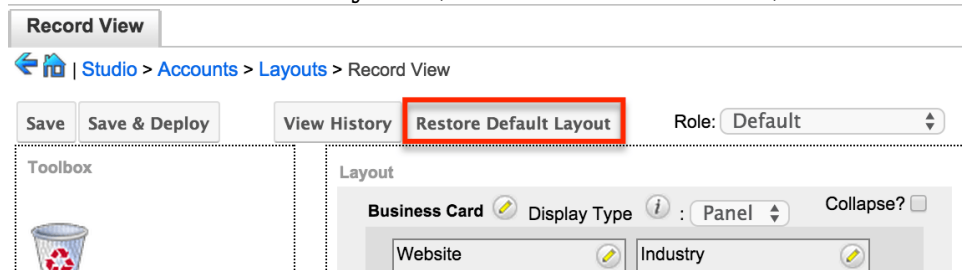 Record View
| Studio > Accounts > Layouts > Record View
Save Save & Deploy View History Restore Default Layout Role: Default
Toolbox
Layout
Business Card Display Type i : Panel Collapse?
Website Industry